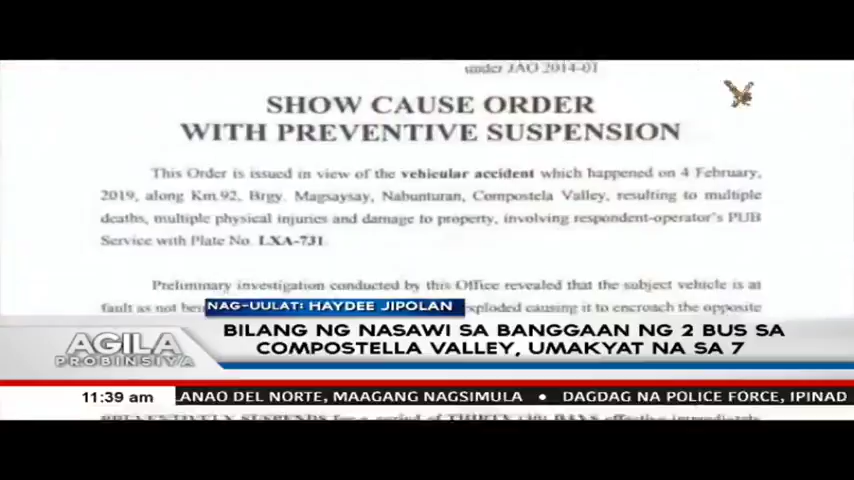 under JAO 2014-01
SHOW CAUSE ORDER
WITH PREVENTIVE SUSPENSION
This Order is issued in view of the vehicular accident which happened on 4 February,
2019, along Km.92, Brgy. Magsaysay, Nabunturan, Compostela Valley, resulting to multiple
deaths, multiple physical injuries and damage to property, involving respondent-operator's PUB
Service with Plate No. LXA-731.
Preliminary investigation conducted by this Office revealed that the subject vehicle is at
fault as not exploded causing it to encroach the opposite
NAG-UULAT: HAYDEE JIPOLAN
AGILA
PROBINSIYA
BILANG NG NASAWI SA BANGGAAN NG 2 BUS SA
COMPOSTELLA VALLEY, UMAKYAT NA SA 7
11:39 am ANAO DEL NORTE, MAAGANG NAGSIMULA • DAGDAG NA POLICE FORCE, IPINAD